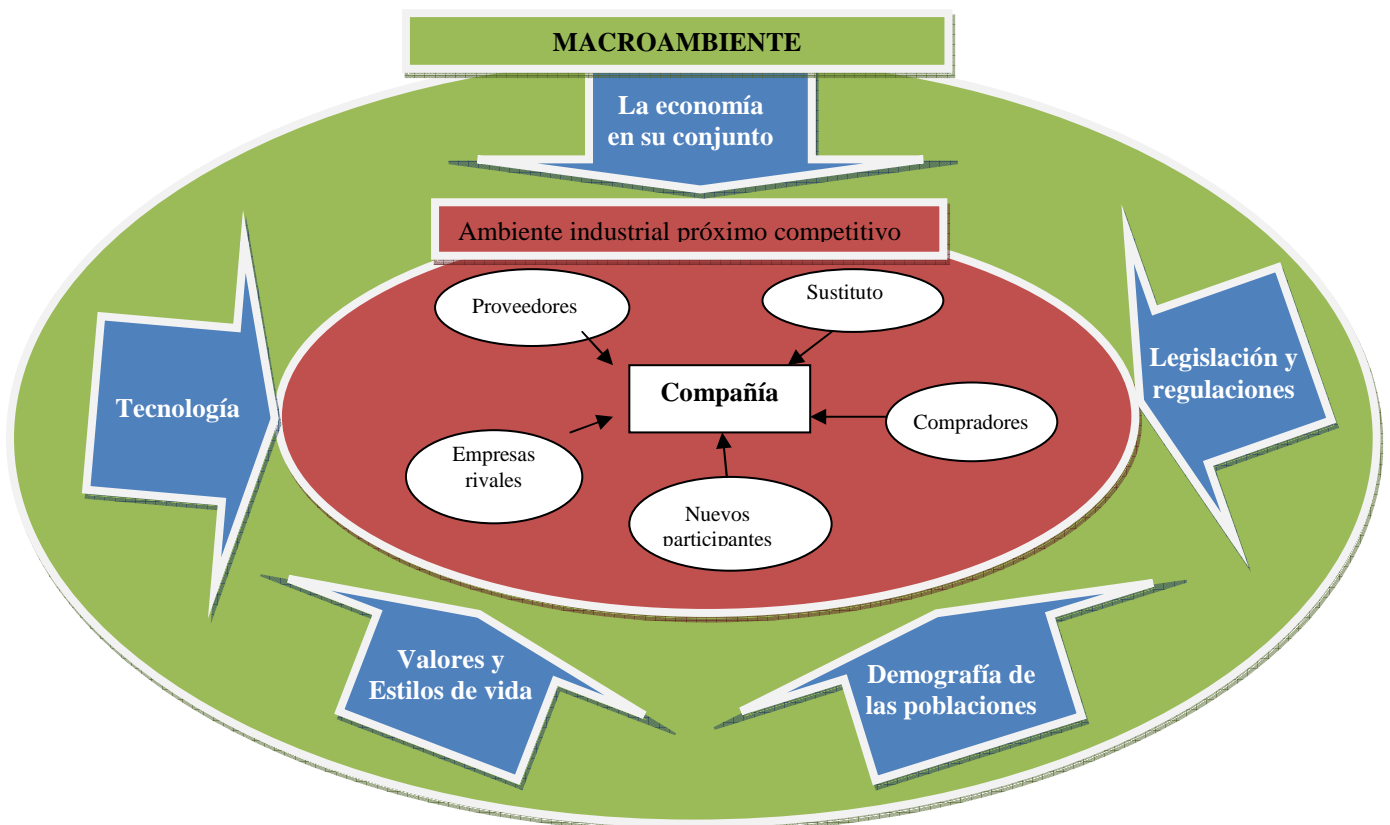 MACROAMBIENTE
La economía
en su conjunto
Ambiente industrial próximo competitivo
Proveedores
Sustituto
Compañía
Legislación y
regulaciones
Tecnología
Compradores
Empresas
rivales
Nuevos
participantes
Valores y
Estilos de vida
Demografía de
las poblaciones